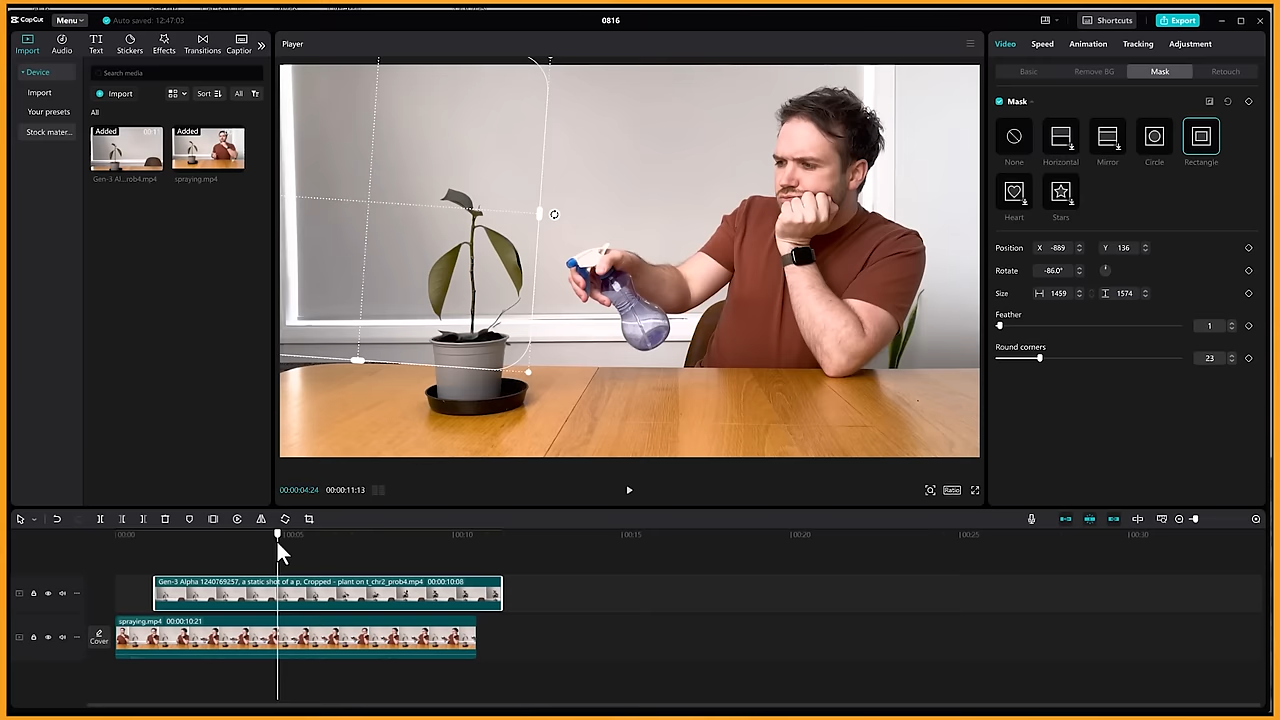 CapCut Menu Auto saved: 12:47:03 0816 Shortcuts Export
Import Audio Text Stickers Effects Transitions Caption
Device
Import
Your presets
Stock mater...
Search media
Import Sort All
All
Added 00:1
Added
Gen-3 Al...rob4.mp4 spraying.mp4
Player
00:00:04:24 00:00:11:13
Ratio
Video Speed Animation Tracking Adjustment
Basic Remove BG Mask Retouch
Mask
None Horizontal Mirror Circle Rectangle
Heart Stars
Position X -889 Y 136
Rotate -86.0°
Size 1459 1574
Feather
1
Round corners
23
00:00 00:05 00:10 00:15 00:20 00:25 00:30
Gen-3 Alpha 1240769257, a static shot of a p, Cropped - plant on t_chr2_prob4.mp4 00:00:10:08
spraying.mp4 00:00:10:21
Cover